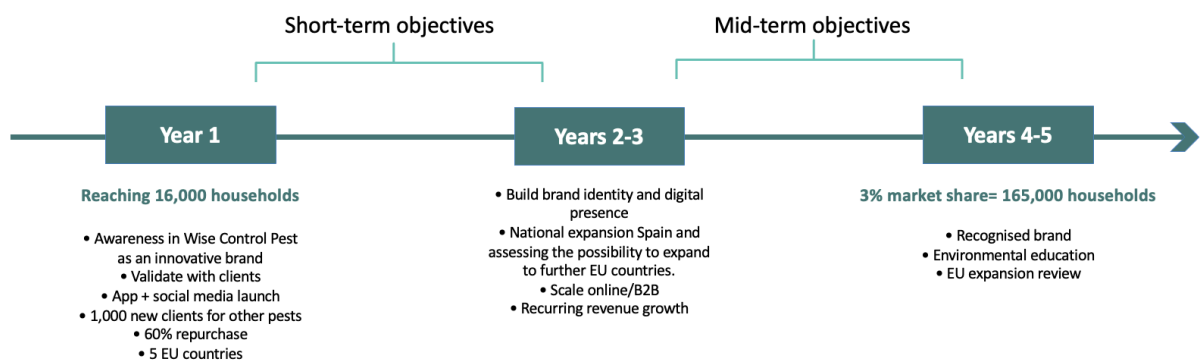 Short-term objectives
Mid-term objectives
Year 1
Years 2-3
Years 4-5
Reaching 16,000 households
• Awareness in Wise Control Pest
as an innovative brand
• Validate with clients
• App + social media launch
• 1,000 new clients for other pests
• 60% repurchase
• 5 EU countries
• Build brand identity and digital
presence
• National expansion Spain and
assessing the possibility to expand
to further EU countries.
• Scale online/B2B
• Recurring revenue growth
3% market share= 165,000 households
• Recognised brand
• Environmental education
• EU expansion review